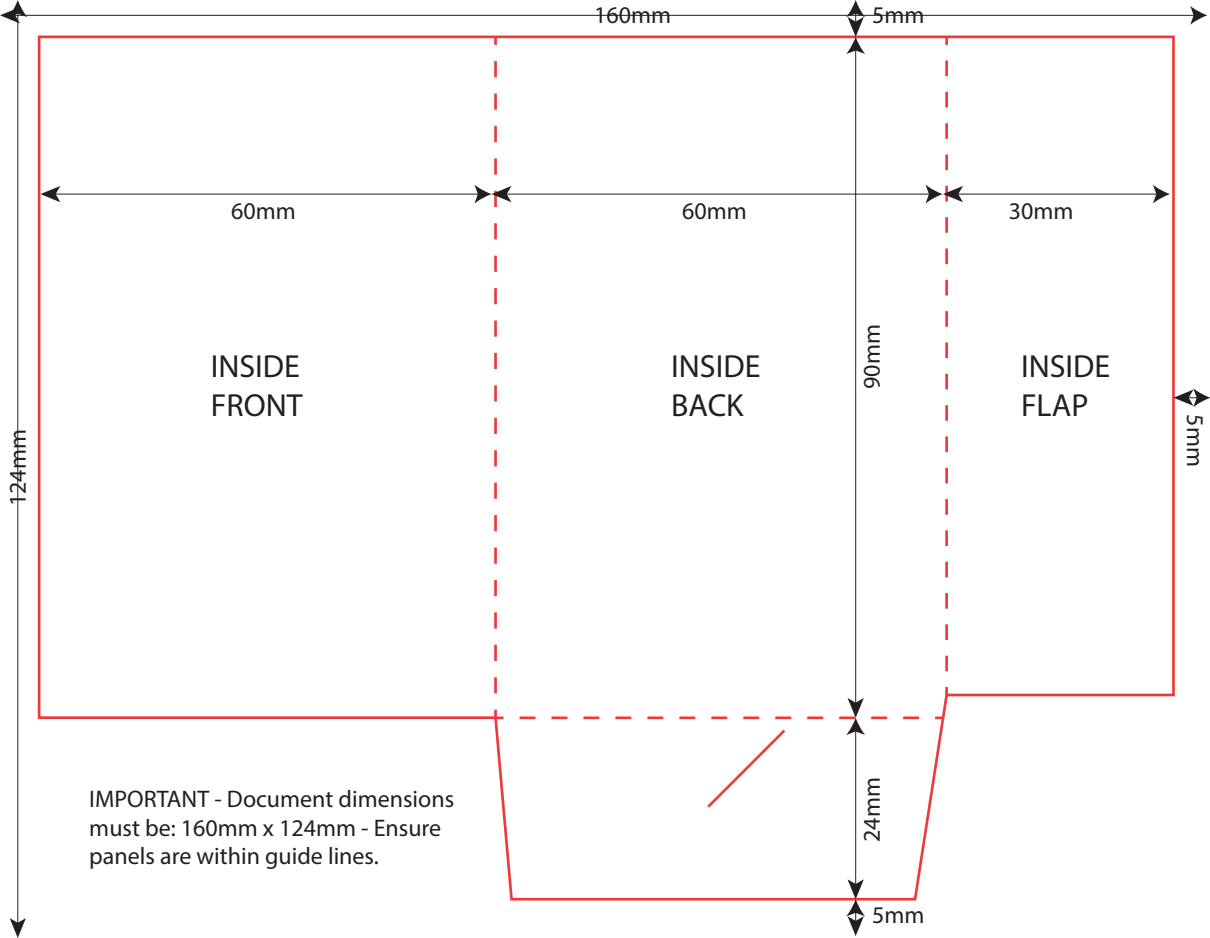 160mm
5mm
60mm
60mm
30mm
90mm
INSIDE
FRONT
INSIDE
BACK
INSIDE
FLAP
5mm
124mm
IMPORTANT - Document dimensions
must be: 160mm x 124mm - Ensure
panels are within guide lines.
24mm
5mm